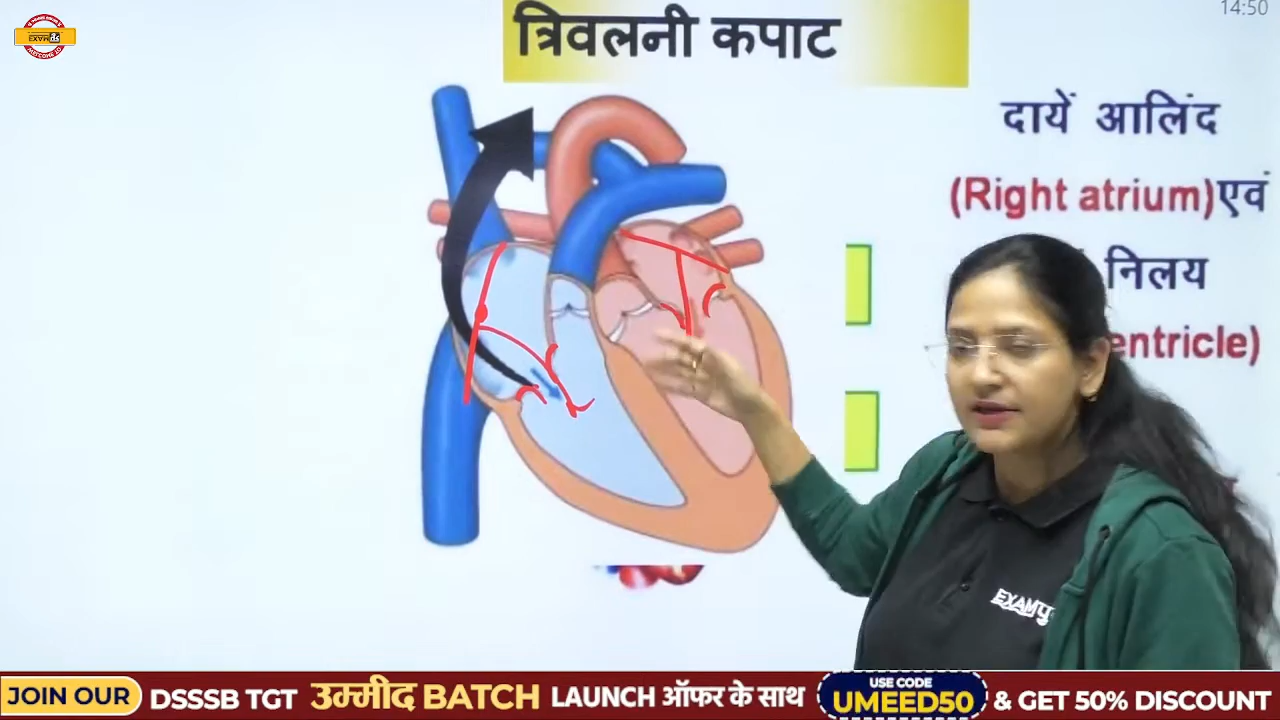 14:50
त्रिवलनी कपाट
दायें आलिंद
(Right atrium)एवं
निलय
entricle)
EXAMपुर
JOIN OUR DSSSB TGT उम्मीद BATCH LAUNCH ऑफर के साथ USE CODE UMEED50 & GET 50% DISCOUNT